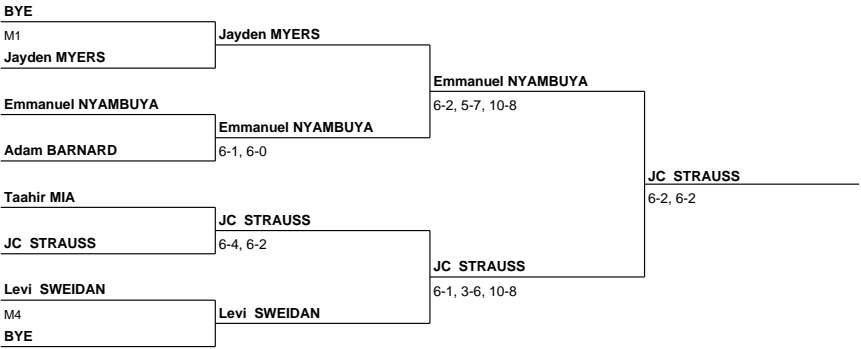 BYE
M1
Jayden MYERS
Jayden MYERS
Emmanuel NYAMBUYA
6-2, 5-7, 10-8
Emmanuel NYAMBUYA
Emmanuel NYAMBUYA
6-1, 6-0
Adam BARNARD
JC STRAUSS
6-2, 6-2
Taahir MIA
JC STRAUSS
6-4, 6-2
JC STRAUSS
JC STRAUSS
6-1, 3-6, 10-8
Levi SWEIDAN
M4
Levi SWEIDAN
BYE